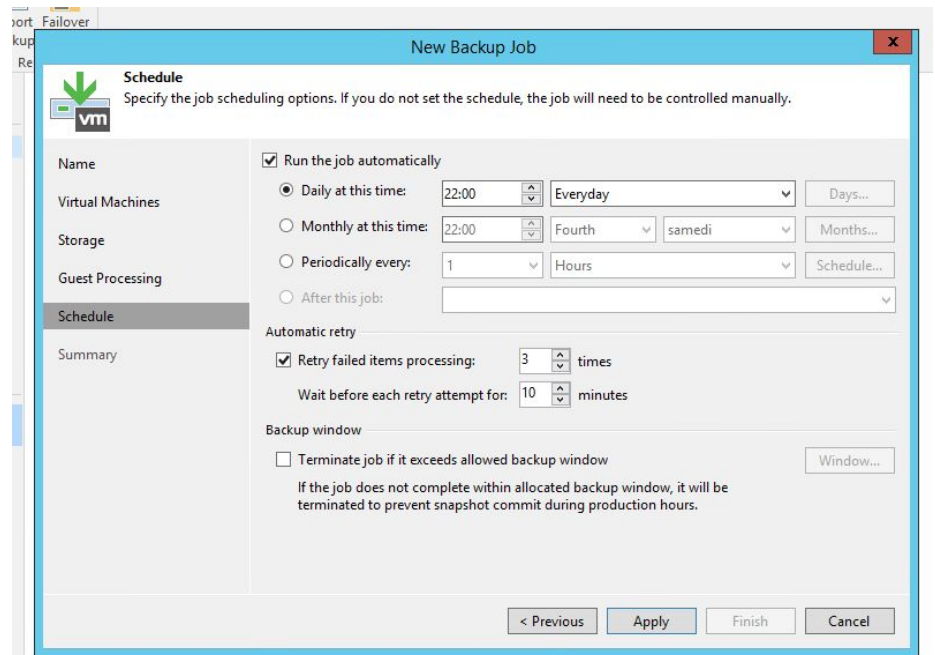 Failover
New Backup Job
Schedule
Specify the job scheduling options. If you do not set the schedule, the job will need to be controlled manually.
vm
Name
Virtual Machines
Storage
Guest Processing
Schedule
Summary
Run the job automatically
Daily at this time: 22:00 Everyday Days...
Monthly at this time: 22:00 Fourth samedi Months...
Periodically every: 1 Hours Schedule...
After this job:
Automatic retry
Retry failed items processing: 3 times
Wait before each retry attempt for: 10 minutes
Backup window
Terminate job if it exceeds allowed backup window Window...
If the job does not complete within allocated backup window, it will be
terminated to prevent snapshot commit during production hours.
< Previous Apply Finish Cancel